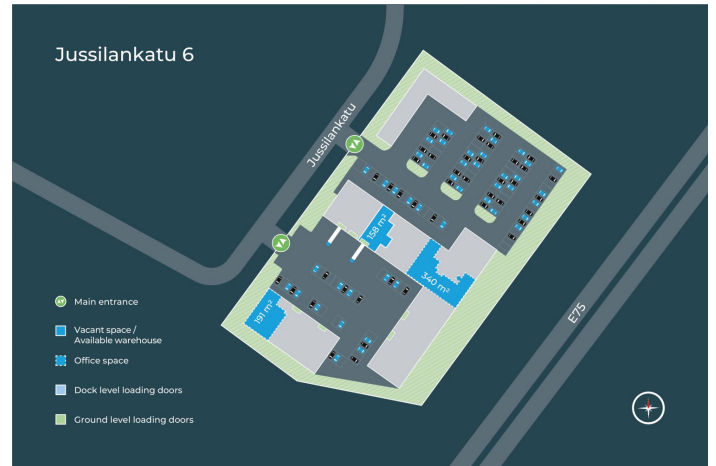 Jussilankatu 6
Jussilankatu
158 m²
340 m²
191 m²
E75
Main entrance
Vacant space /
Available warehouse
Office space
Dock level loading doors
Ground level loading doors